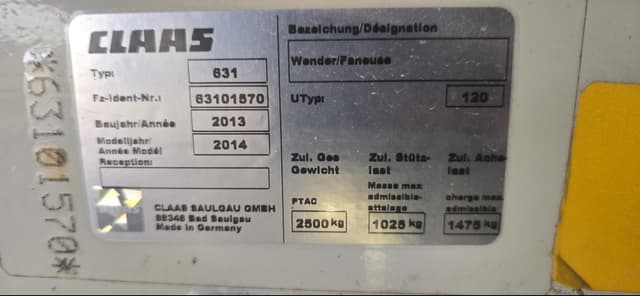 CLAAS
Typ: 631
Fz-Ident-Nr.: 63101570
Baujahr/Année 2013
Modelljahr/
Année Modèl 2014
Reception:
CLAAS SAULGAU GMBH
88348 Bad Saulgau
Made in Germany
Bezeichung/Désignation
Wender/Faneuse
UTyp: 120
Zul. Ges
Gewicht
PTAC
2500 kg
Zul. Stütz-
last
Masse max
admissible-
attelage
1025 kg
Zul. Achs-
last
charge max.
admissible
1475 kg
*63101570*